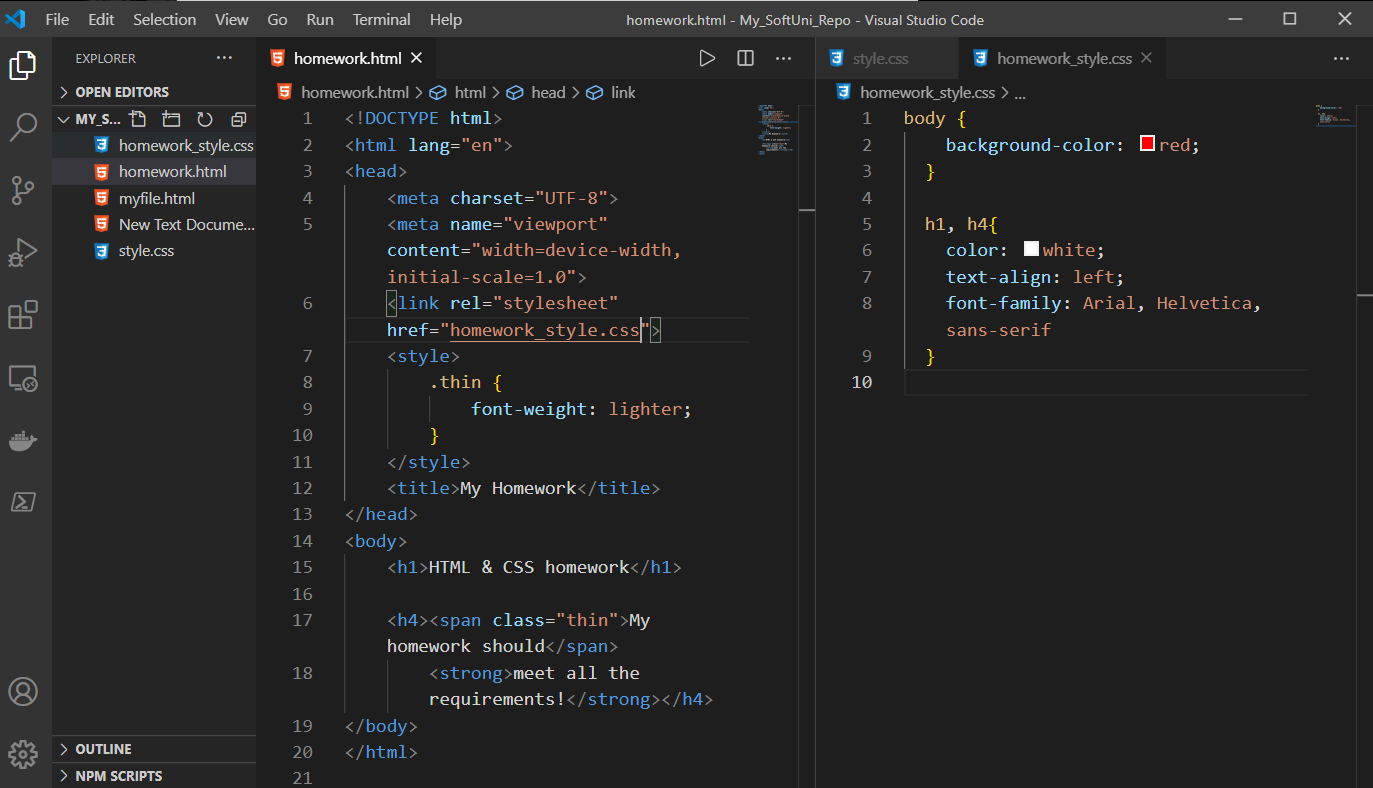 File Edit Selection View Go Run Terminal Help homework.html - My_SoftUni_Repo - Visual Studio Code
EXPLORER
OPEN EDITORS
MY_S...
homework_style.css
homework.html
myfile.html
New Text Docume...
style.css
OUTLINE
NPM SCRIPTS
homework.html
homework.html > html > head > link
1 <!DOCTYPE html>
2 <html lang="en">
3 <head>
4 <meta charset="UTF-8">
5 <meta name="viewport"
content="width=device-width,
initial-scale=1.0">
6 <link rel="stylesheet"
href="homework_style.css">
7 <style>
8 .thin {
9 font-weight: lighter;
10 }
11 </style>
12 <title>My Homework</title>
13 </head>
14 <body>
15 <h1>HTML & CSS homework</h1>
16
17 <h4><span class="thin">My
homework should</span>
18 <strong>meet all the
requirements!</strong></h4>
19 </body>
20 </html>
21
style.css homework_style.css
homework_style.css > ...
1 body {
2 background-color: red;
3 }
4
5 h1, h4{
6 color: white;
7 text-align: left;
8 font-family: Arial, Helvetica,
sans-serif
9 }
10